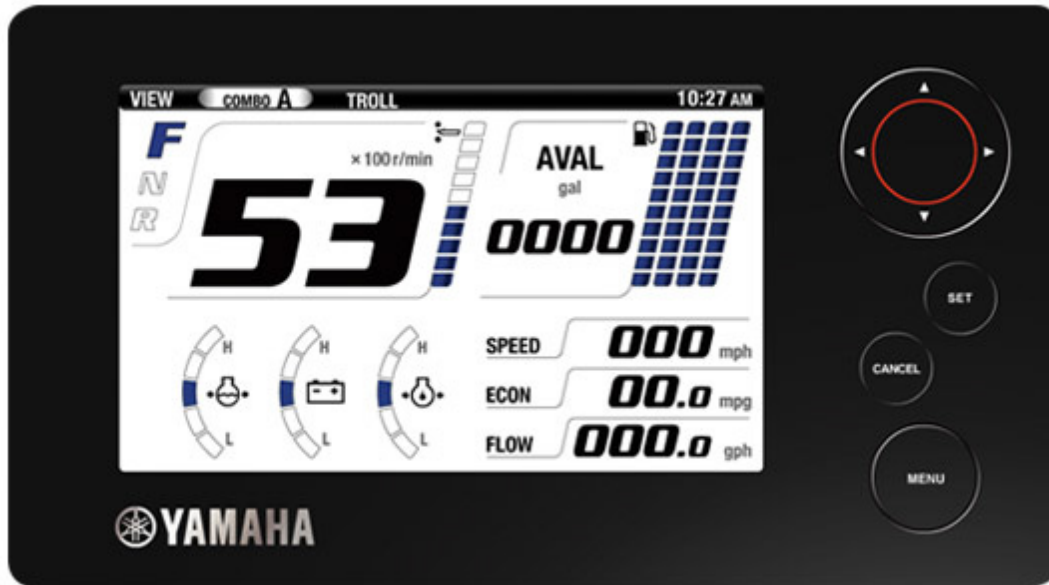 VIEW COMBO A TROLL 10:27 AM
F
N
R
×100 r/min
53
AVAL
gal
0000
H
L
H
L
H
L
SPEED 000 mph
ECON 00.0 mpg
FLOW 000.0 gph
SET
CANCEL
MENU
YAMAHA